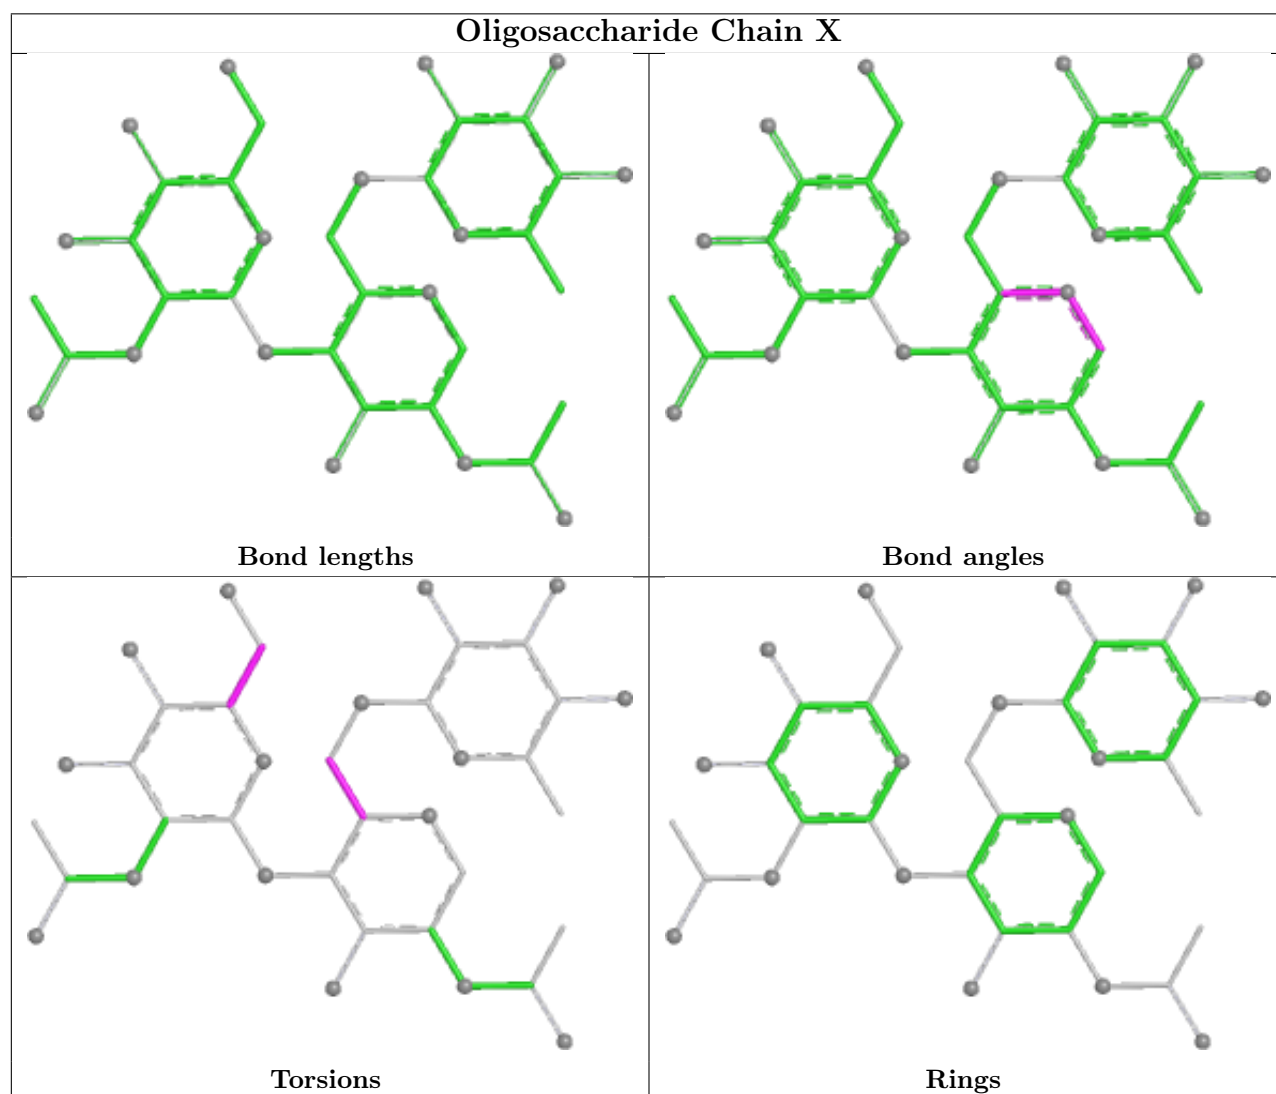 Oligosaccharide Chain X
Bond lengths
Bond angles
Torsions
Rings